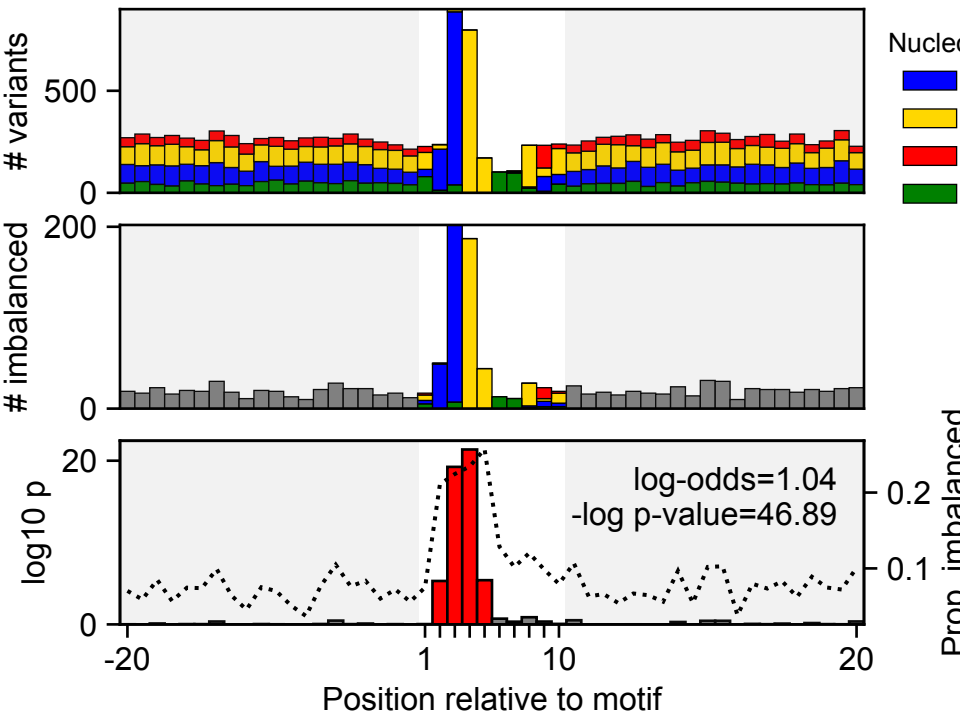 # variants
500
0
Nucleo
# imbalanced
200
0
log10 p
20
0
log-odds=1.04
-log p-value=46.89
0.2
0.1
Prop. imbalanced
-20
1
10
20
Position relative to motif